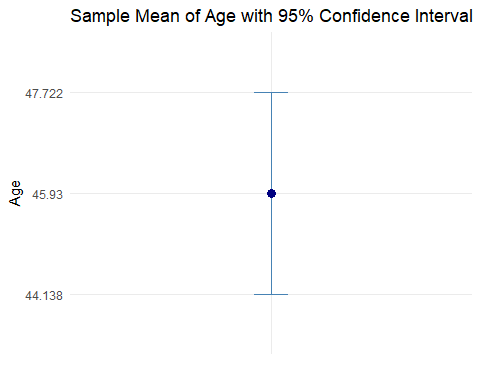 Sample Mean of Age with 95% Confidence Interval
47.722
Age
45.93
44.138